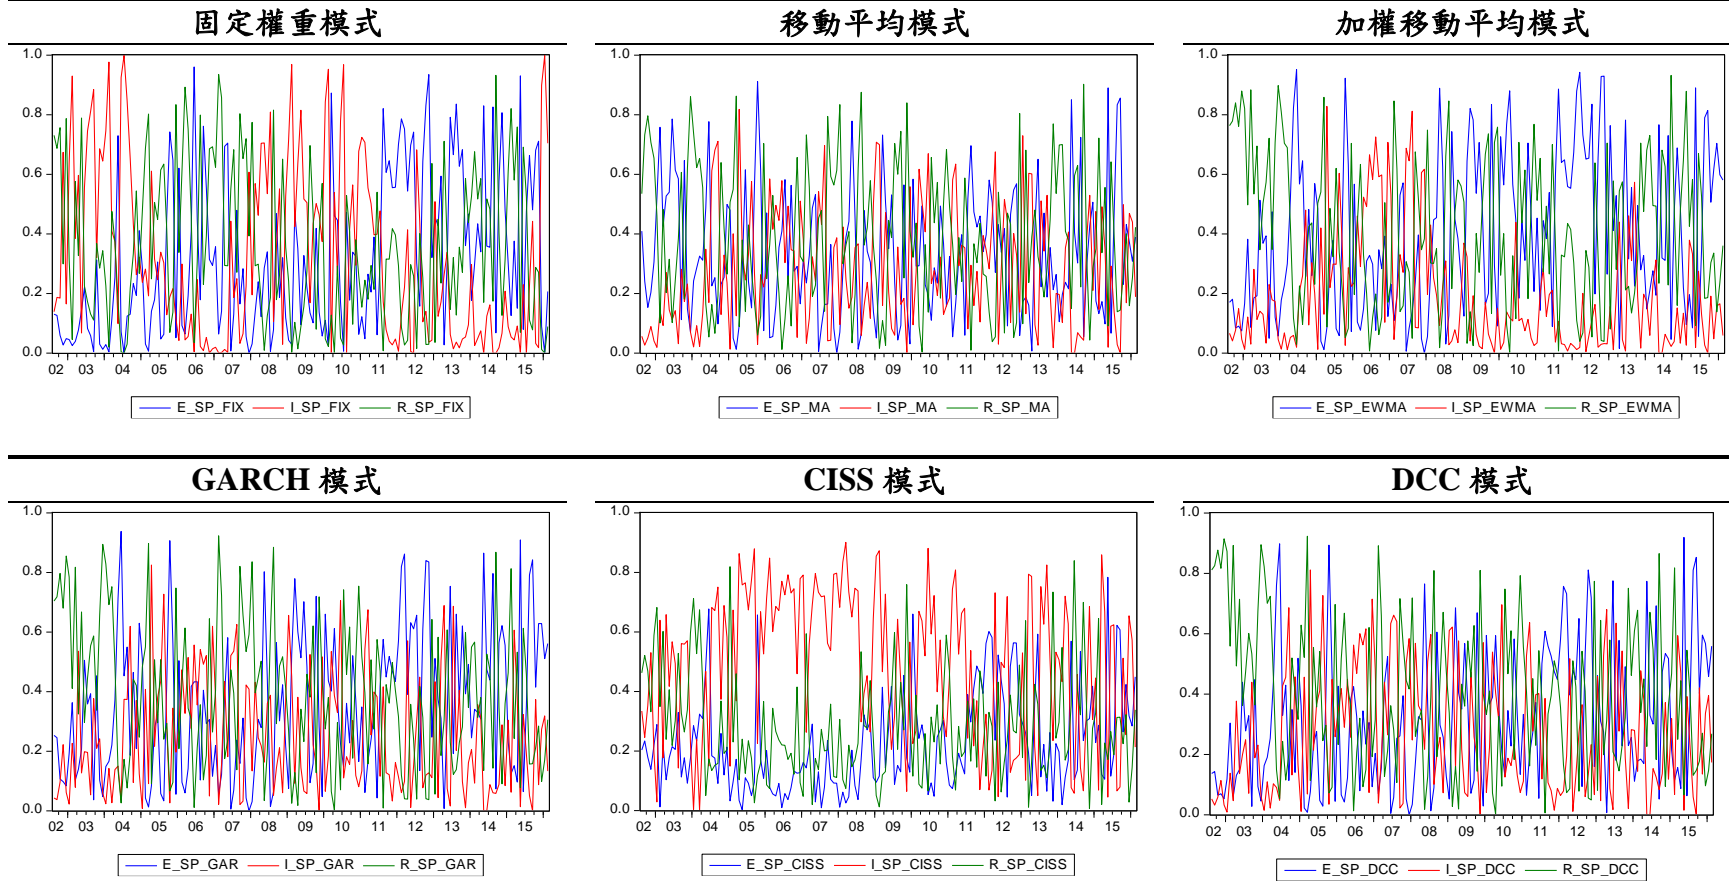 固定權重模式
移動平均模式
加權移動平均模式
1.0
0.8
0.6
0.4
0.2
0.0
02 03 04 05 06 07 08 09 10 11 12 13 14 15
E_SP_FIX I_SP_FIX R_SP_FIX
1.0
0.8
0.6
0.4
0.2
0.0
02 03 04 05 06 07 08 09 10 11 12 13 14 15
E_SP_MA I_SP_MA R_SP_MA
1.0
0.8
0.6
0.4
0.2
0.0
02 03 04 05 06 07 08 09 10 11 12 13 14 15
E_SP_EWMA I_SP_EWMA R_SP_EWMA
GARCH 模式
CISS 模式
DCC 模式
1.0
0.8
0.6
0.4
0.2
0.0
02 03 04 05 06 07 08 09 10 11 12 13 14 15
E_SP_GAR I_SP_GAR R_SP_GAR
1.0
0.8
0.6
0.4
0.2
0.0
02 03 04 05 06 07 08 09 10 11 12 13 14 15
E_SP_CISS I_SP_CISS R_SP_CISS
1.0
0.8
0.6
0.4
0.2
0.0
02 03 04 05 06 07 08 09 10 11 12 13 14 15
E_SP_DCC I_SP_DCC R_SP_DCC